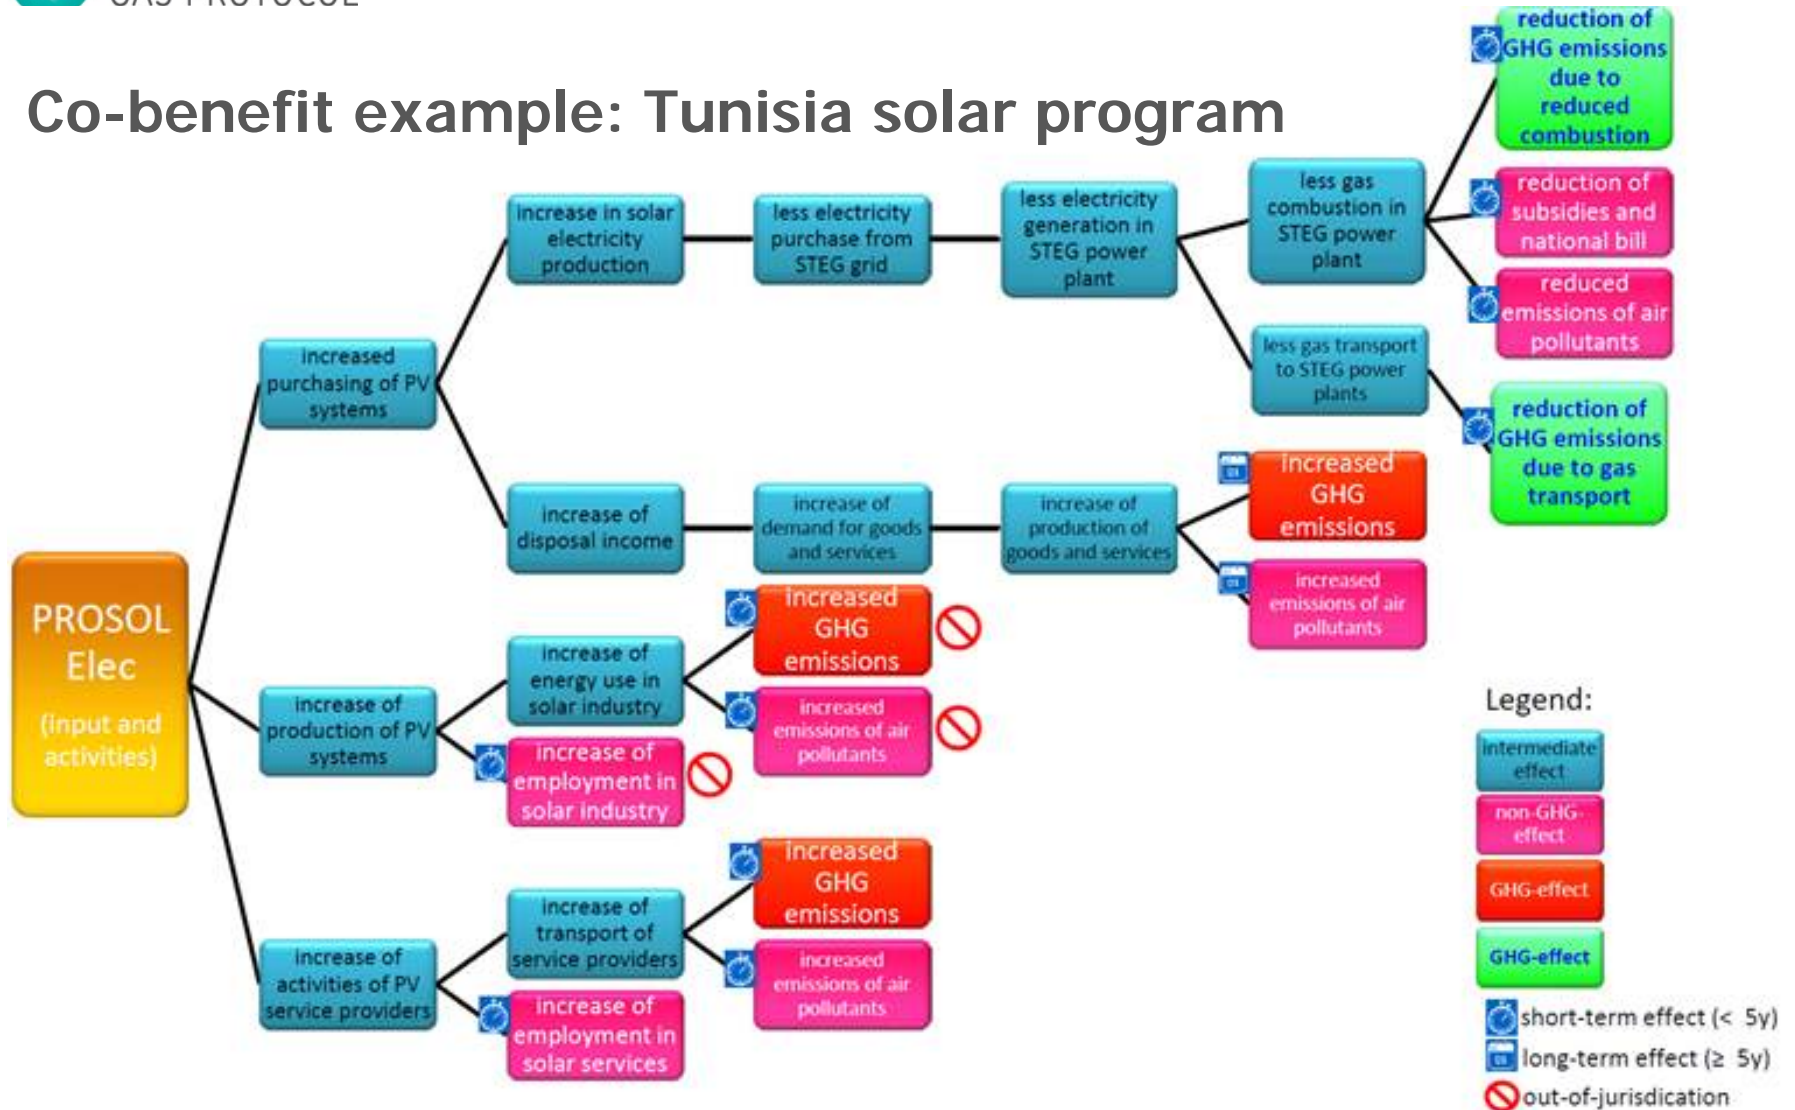 Co-benefit example: Tunisia solar program
reduction of
GHG emissions
due to
reduced
combustion
less gas
combustion in
STEG power
plant
reduction of
subsidies and
national bill
increase in solar
electricity
production
less electricity
purchase from
STEG grid
less electricity
generation in
STEG power
plant
reduced
emissions of air
pollutants
increased
purchasing of PV
systems
less gas transport
to STEG power
plants
reduction of
GHG emissions
due to gas
transport
increase of
disposal income
increase of
demand for goods
and services
increase of
production of
goods and services
increased
GHG
emissions
increased
emissions of air
pollutants
PROSOL
Elec
(input and
activities)
increase of
production of PV
systems
increase of
energy use in
solar industry
increased
GHG
emissions
increased
emissions of air
pollutants
increase of
employment in
solar industry
increase of
activities of PV
service providers
increase of
transport of
service providers
increased
GHG
emissions
increased
emissions of air
pollutants
increase of
employment in
solar services
Legend:
intermediate
effect
non-GHG-
effect
GHG-effect
GHG-effect
short-term effect (< 5y)
long-term effect (≥ 5y)
out-of-jurisdication